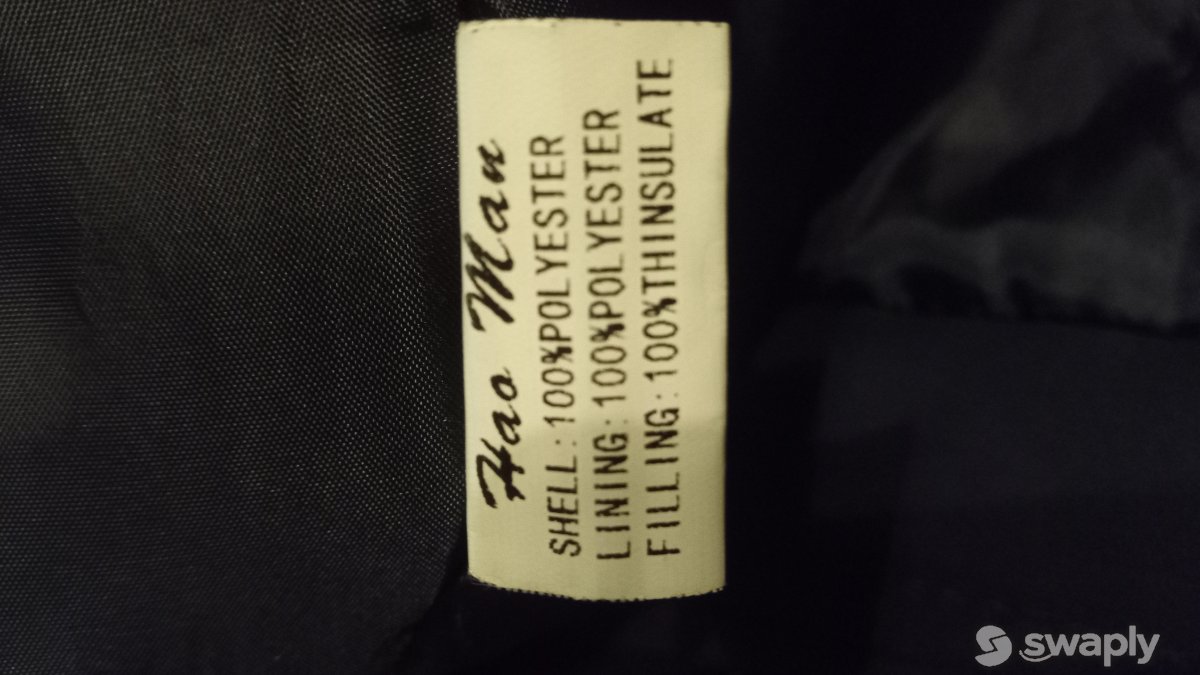 Hao Man
SHELL:100%POLYESTER
LINING:100%POLYESTER
FILLING:100%THINSULATE
swaply